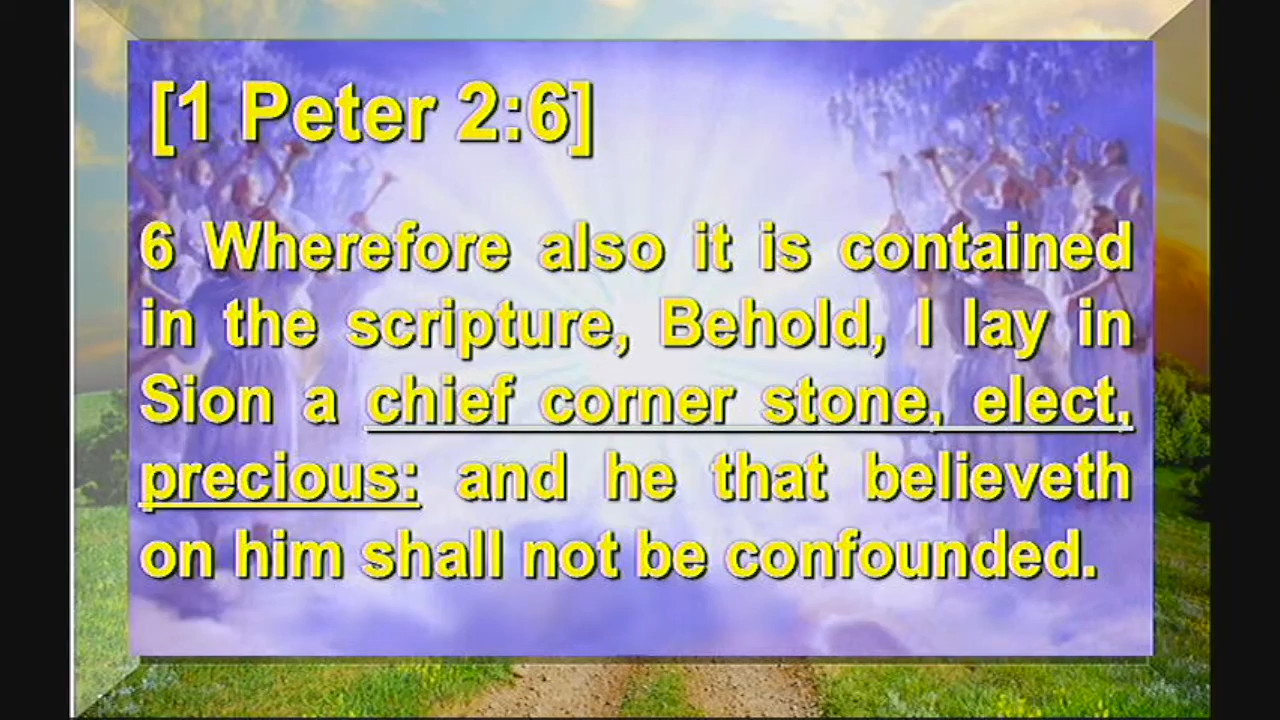 [1 Peter 2:6]
6 Wherefore also it is contained
in the scripture, Behold, I lay in
Sion a chief corner stone, elect,
precious: and he that believeth
on him shall not be confounded.